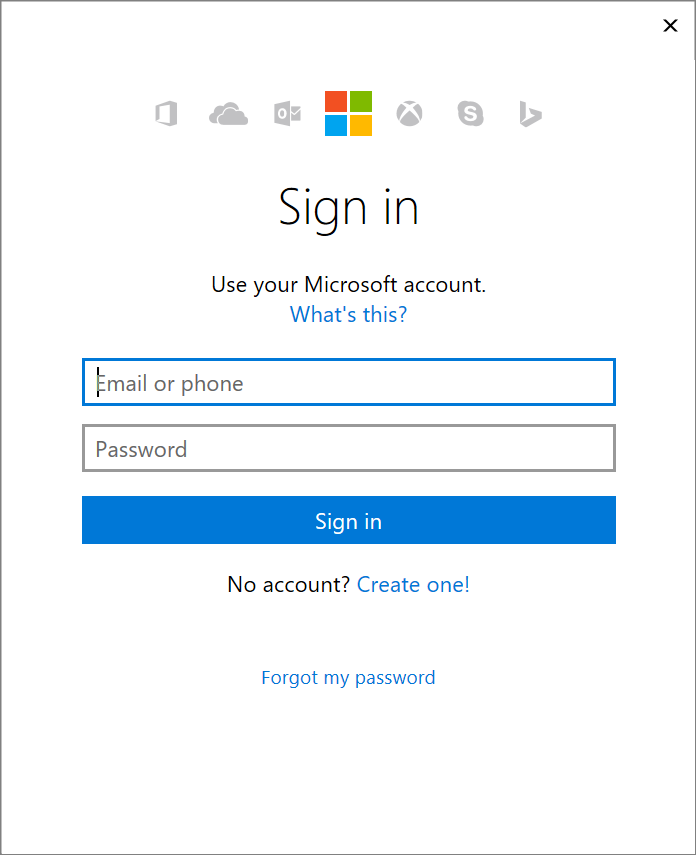 Sign in
Use your Microsoft account.
What's this?
Email or phone
Password
Sign in
No account? Create one!
Forgot my password